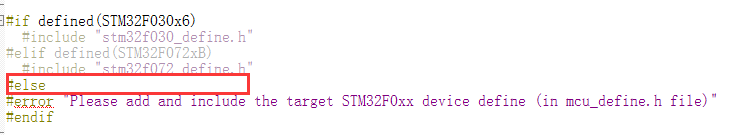 #if defined(STM32F030x6)
#include "stm32f030_define.h"
#elif defined(STM32F072xB)
#include "stm32f072_define.h"
#else
#error "Please add and include the target STM32F0xx device define (in mcu_define.h file)"
#endif